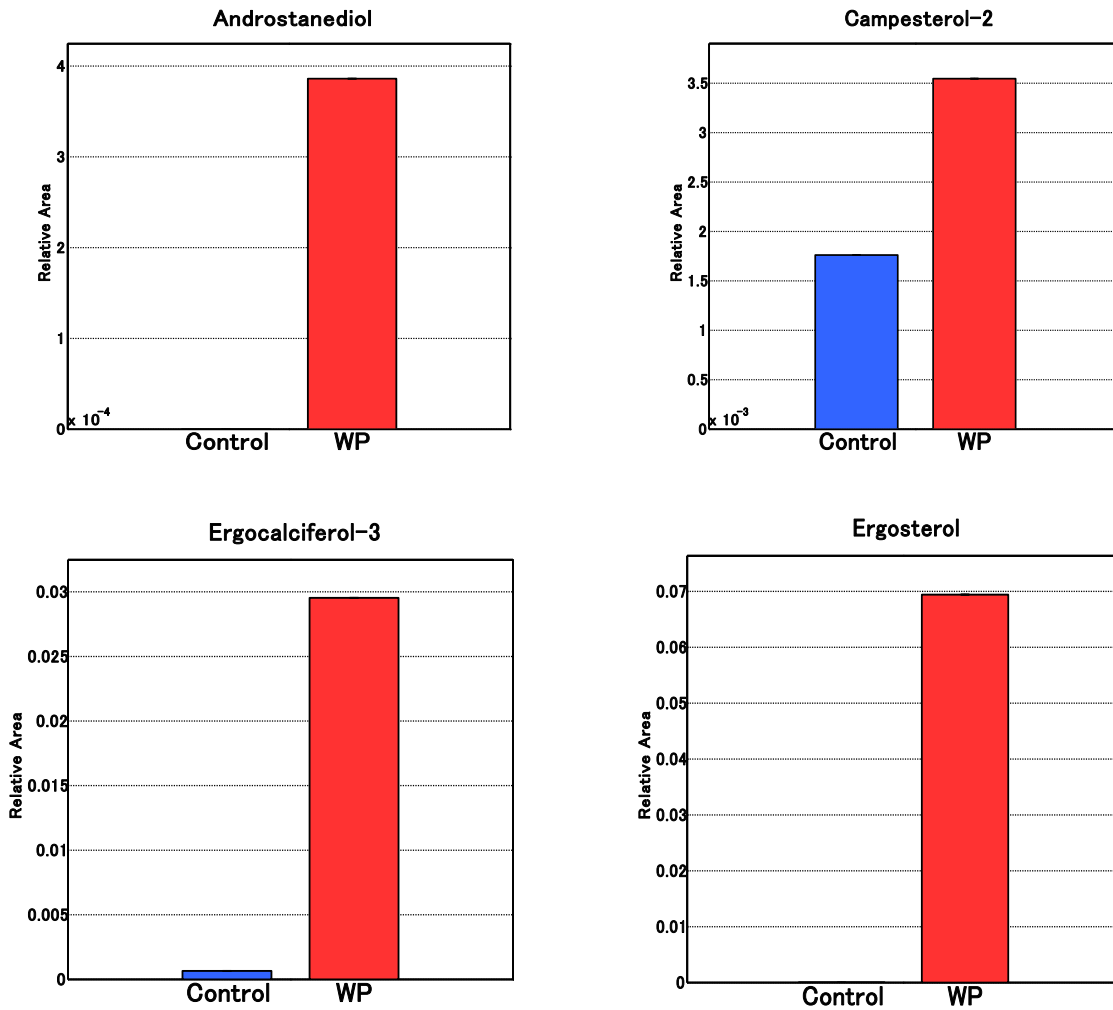 Androstanediol
4
3
2
1
0
x 10^-4
Relative Area
Control WP
Campesterol-2
3.5
3
2.5
2
1.5
1
0.5
0
x 10^-3
Relative Area
Control WP
Ergocalciferol-3
0.03
0.025
0.02
0.015
0.01
0.005
0
Relative Area
Control WP
Ergosterol
0.07
0.06
0.05
0.04
0.03
0.02
0.01
0
Relative Area
Control WP